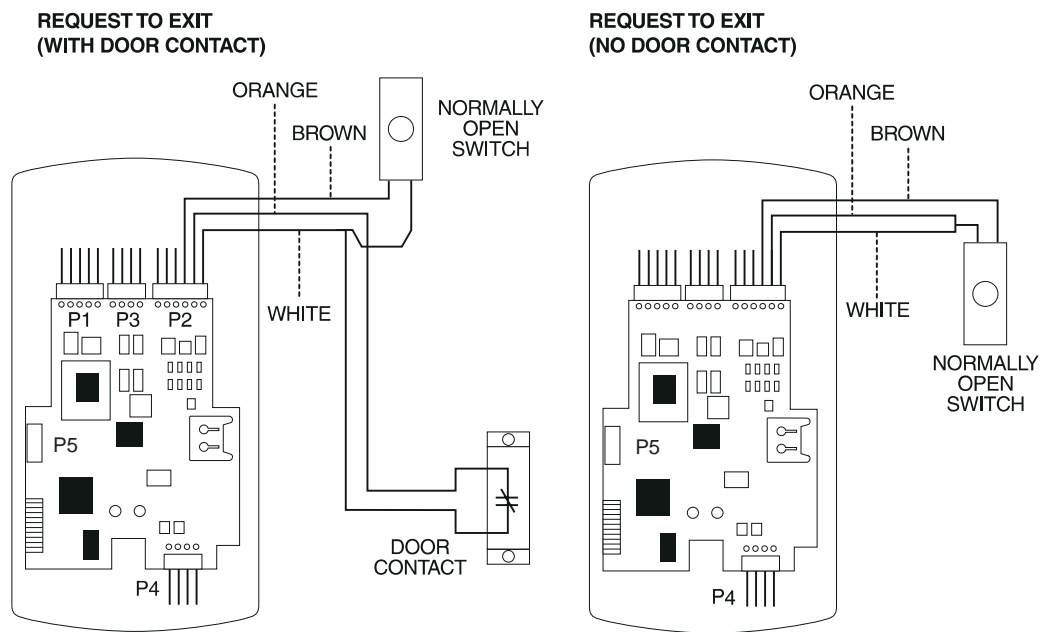 REQUEST TO EXIT
(WITH DOOR CONTACT)
ORANGE
BROWN
NORMALLY
OPEN
SWITCH
WHITE
P1
P3
P2
P5
DOOR
CONTACT
P4
REQUEST TO EXIT
(NO DOOR CONTACT)
ORANGE
BROWN
WHITE
NORMALLY
OPEN
SWITCH
P5
P4